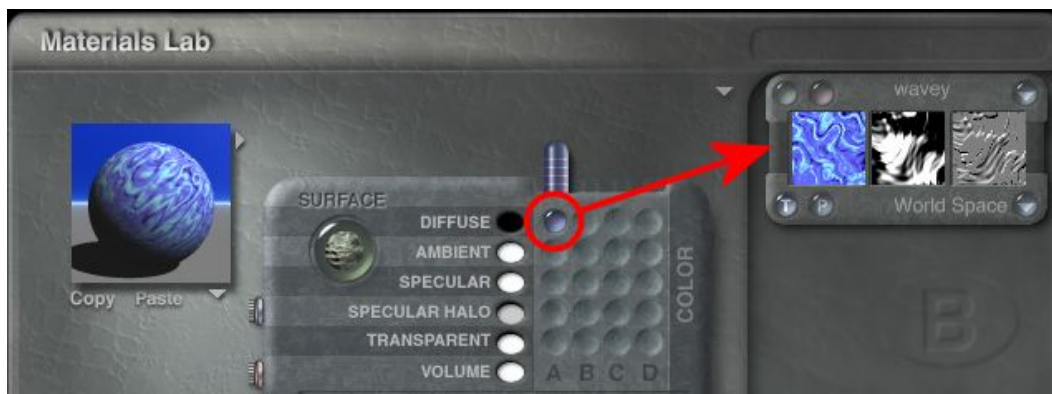 Materials Lab
wavey
SURFACE
DIFFUSE
AMBIENT
SPECULAR
SPECULAR HALO
TRANSPARENT
VOLUME
A B C D
COLOR
Copy Paste
T P World Space
B